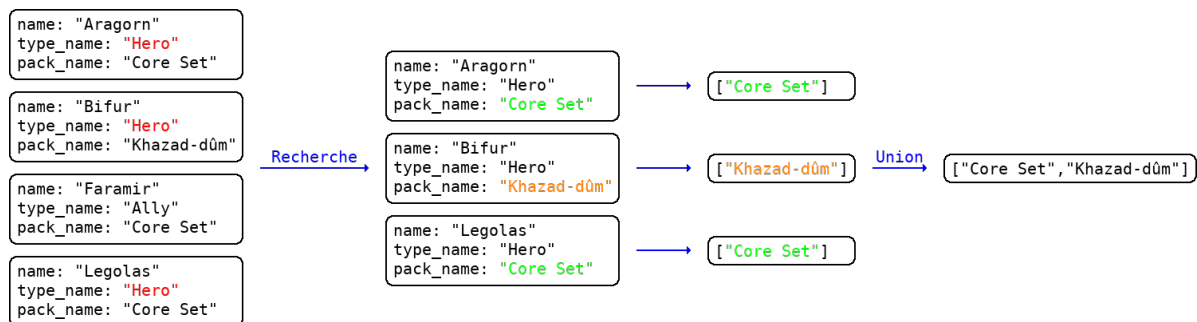 name: "Aragorn"
type_name: "Hero"
pack_name: "Core Set"
name: "Bifur"
type_name: "Hero"
pack_name: "Khazad-dûm"
name: "Faramir"
type_name: "Ally"
pack_name: "Core Set"
name: "Legolas"
type_name: "Hero"
pack_name: "Core Set"
Recherche
name: "Aragorn"
type_name: "Hero"
pack_name: "Core Set"
name: "Bifur"
type_name: "Hero"
pack_name: "Khazad-dûm"
name: "Legolas"
type_name: "Hero"
pack_name: "Core Set"
["Core Set"]
["Khazad-dûm"]
["Core Set"]
Union
["Core Set","Khazad-dûm"]